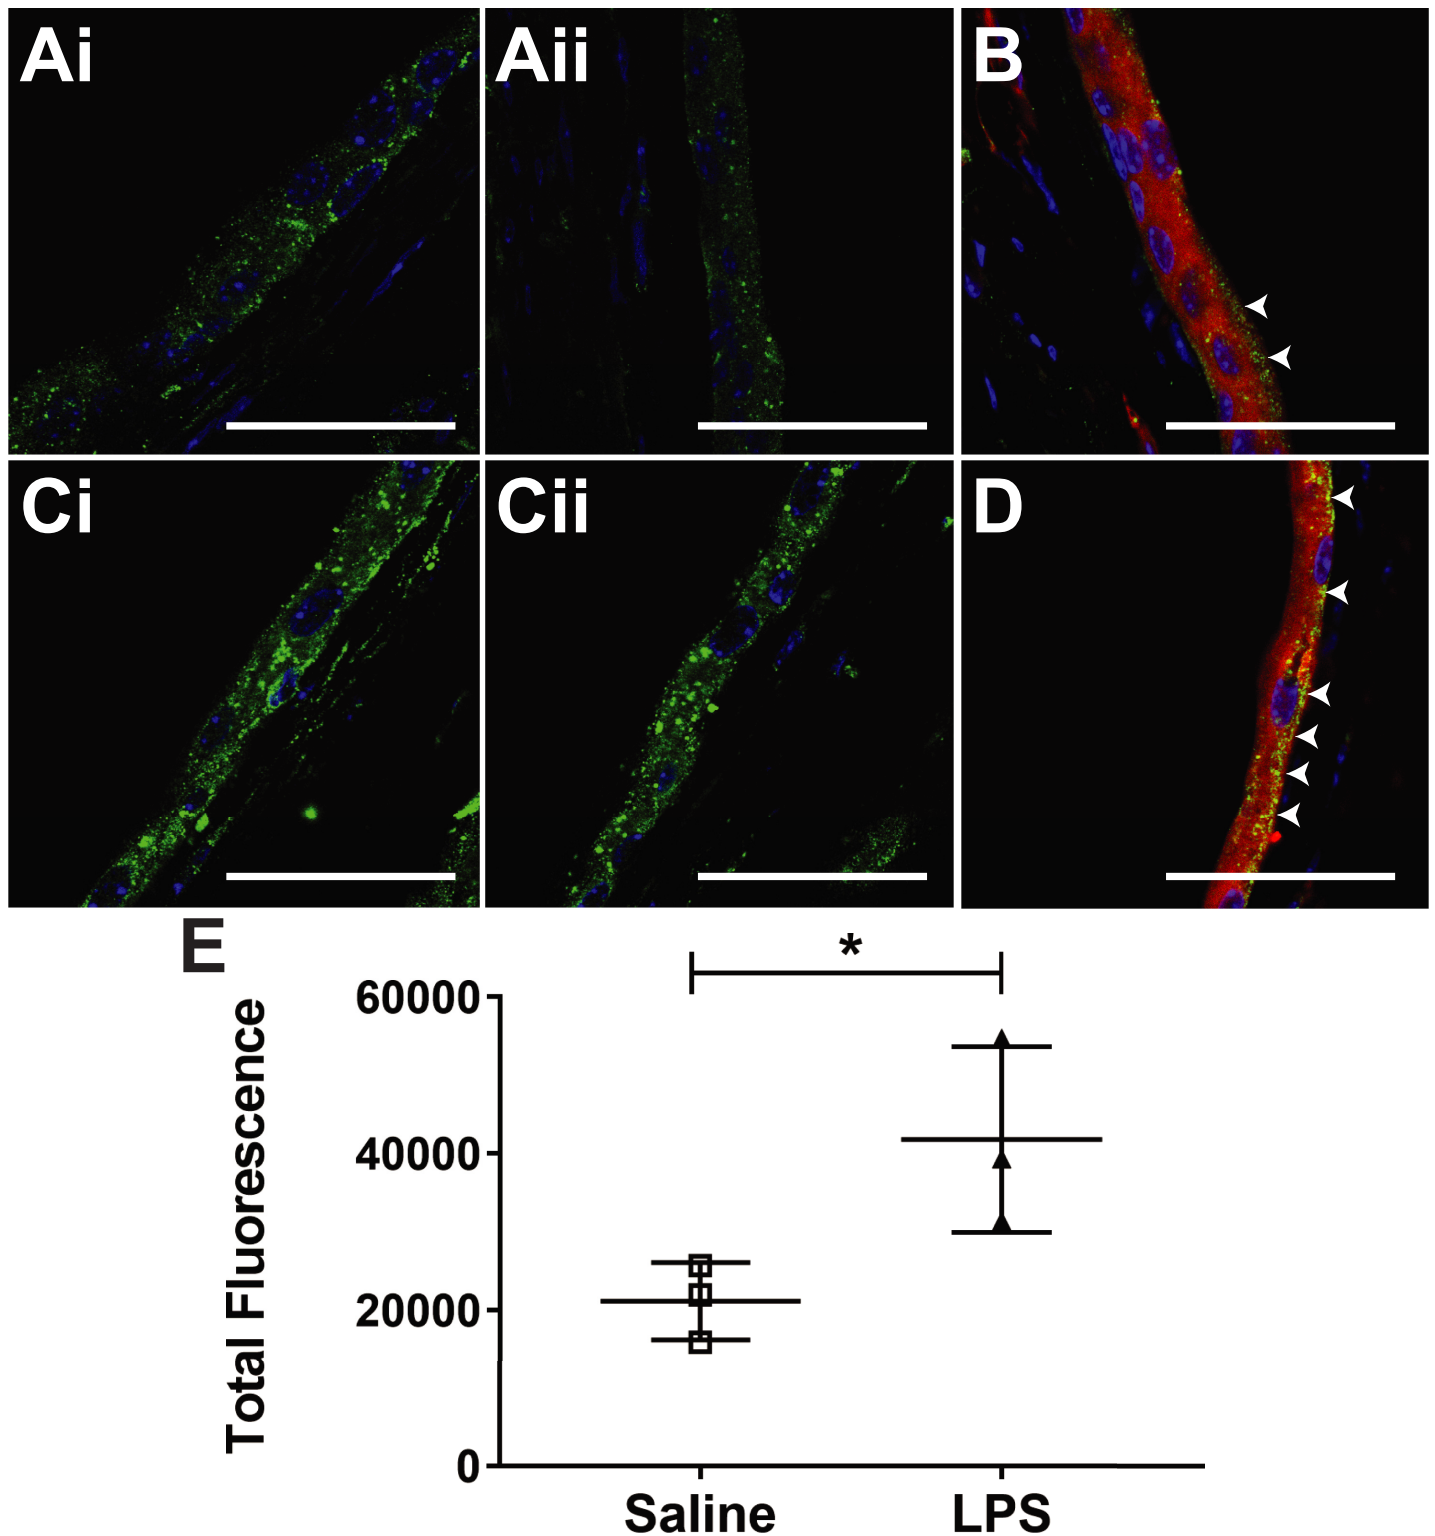 Ai
Aii
B
Ci
Cii
D
E
*
Total Fluorescence
60000
40000
20000
0
Saline
LPS